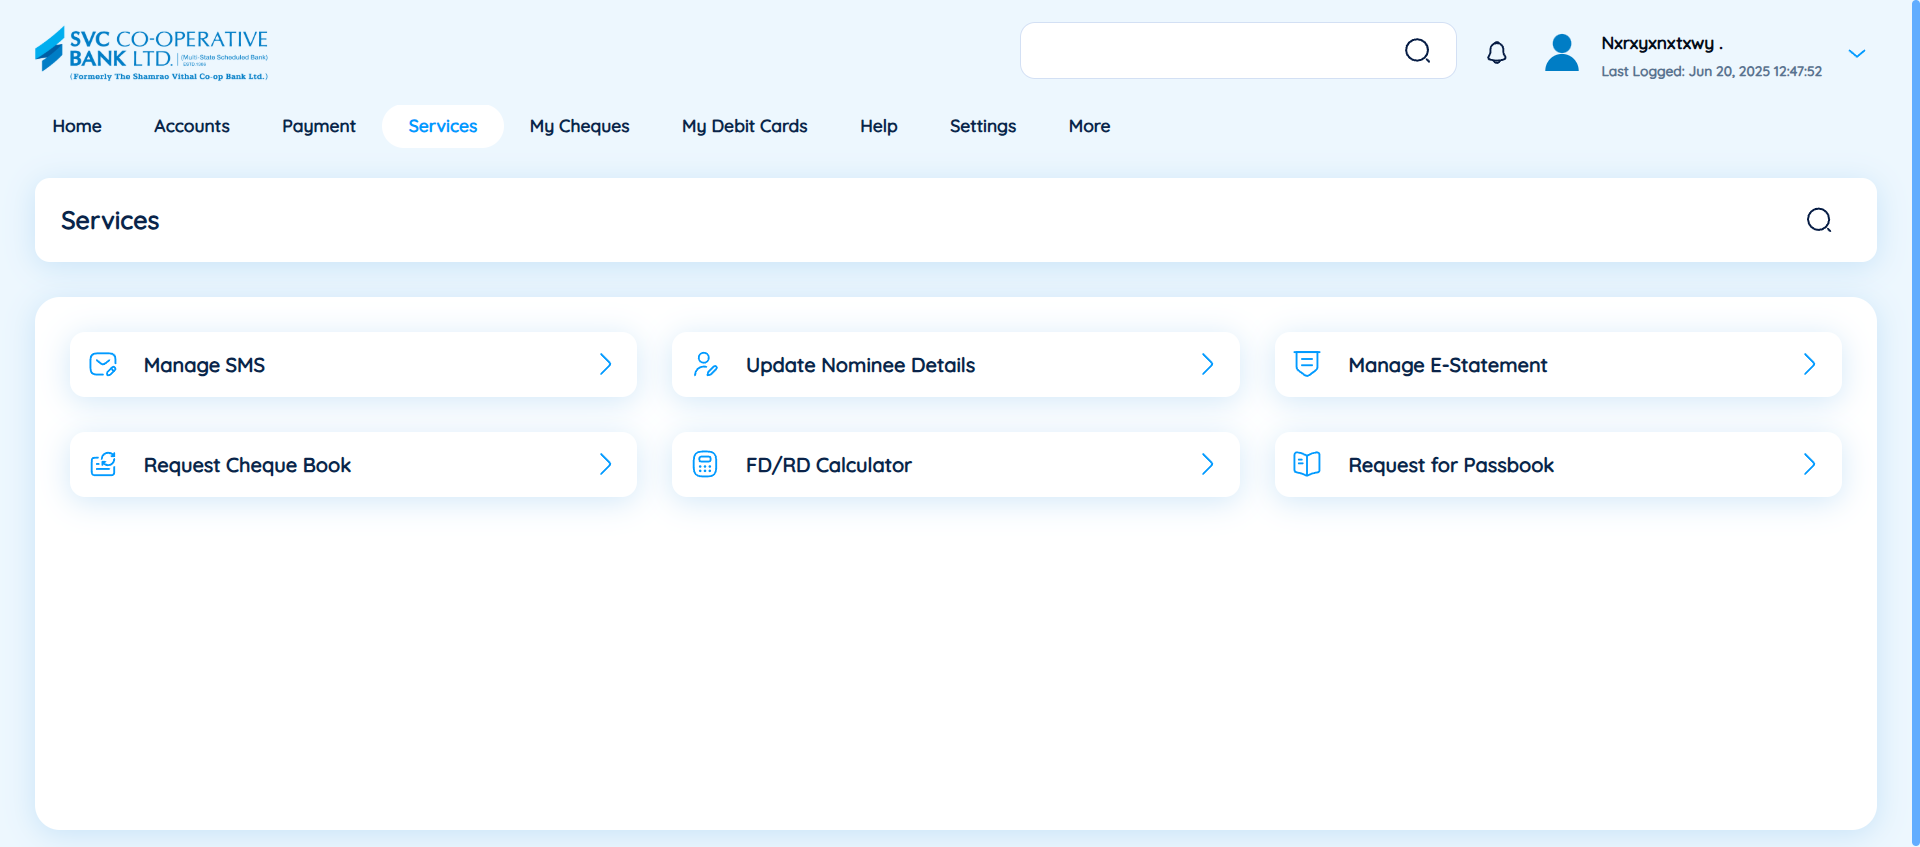 SVC CO-OPERATIVE
BANK LTD. (Multi-State Scheduled Bank)
ESTD 1906
(Formerly The Shamrao Vithal Co-op Bank Ltd.)
Nxrxyxnxtxwy .
Last Logged: Jun 20, 2025 12:47:52
Home Accounts Payment Services My Cheques My Debit Cards Help Settings More
Services
Manage SMS Update Nominee Details Manage E-Statement
Request Cheque Book FD/RD Calculator Request for Passbook